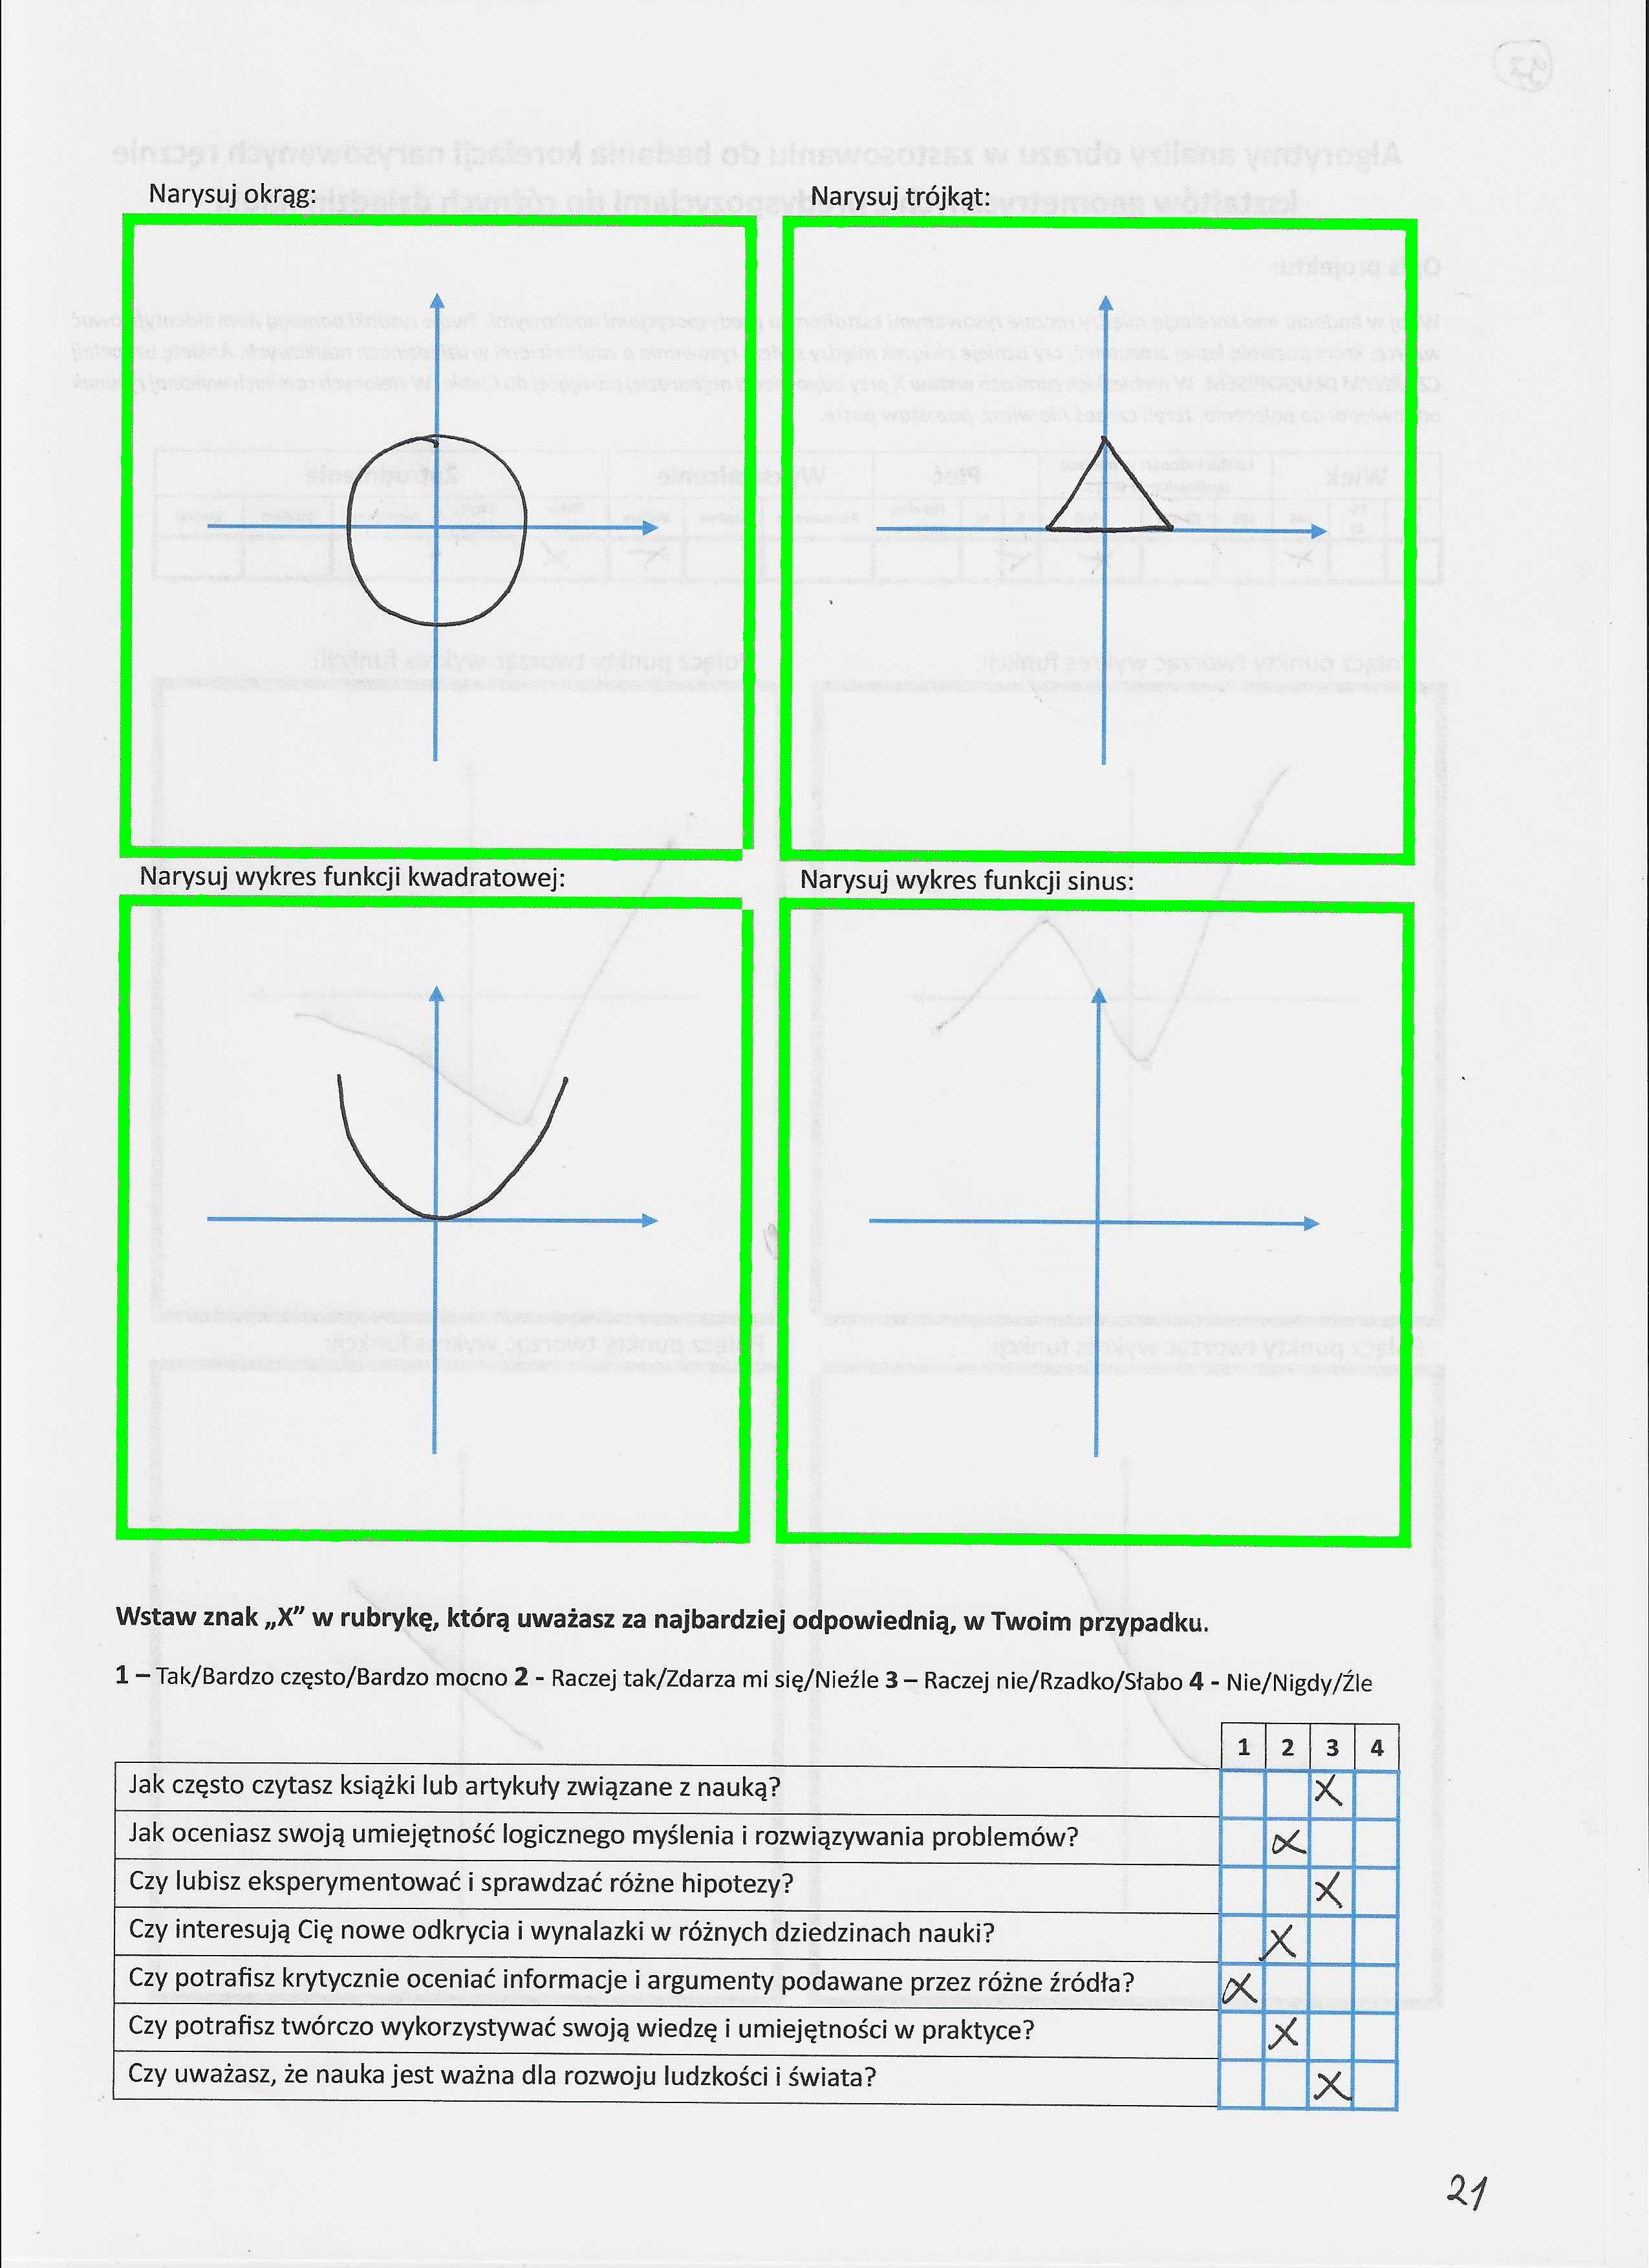 Narysuj okrąg:
Narysuj trójkąt:
Narysuj wykres funkcji kwadratowej:
Narysuj wykres funkcji sinus:
Wstaw znak „X” w rubrykę, którą uważasz za najbardziej odpowiednią, w Twoim przypadku.
1 – Tak/Bardzo często/Bardzo mocno 2 - Raczej tak/Zdarza mi się/Nieźle 3 – Raczej nie/Rzadko/Słabo 4 - Nie/Nigdy/Źle
1 2 3 4
Jak często czytasz książki lub artykuły związane z nauką? X
Jak oceniasz swoją umiejętność logicznego myślenia i rozwiązywania problemów? X
Czy lubisz eksperymentować i sprawdzać różne hipotezy? X
Czy interesują Cię nowe odkrycia i wynalazki w różnych dziedzinach nauki? X
Czy potrafisz krytycznie oceniać informacje i argumenty podawane przez różne źródła? X
Czy potrafisz twórczo wykorzystywać swoją wiedzę i umiejętności w praktyce? X
Czy uważasz, że nauka jest ważna dla rozwoju ludzkości i świata? X
21